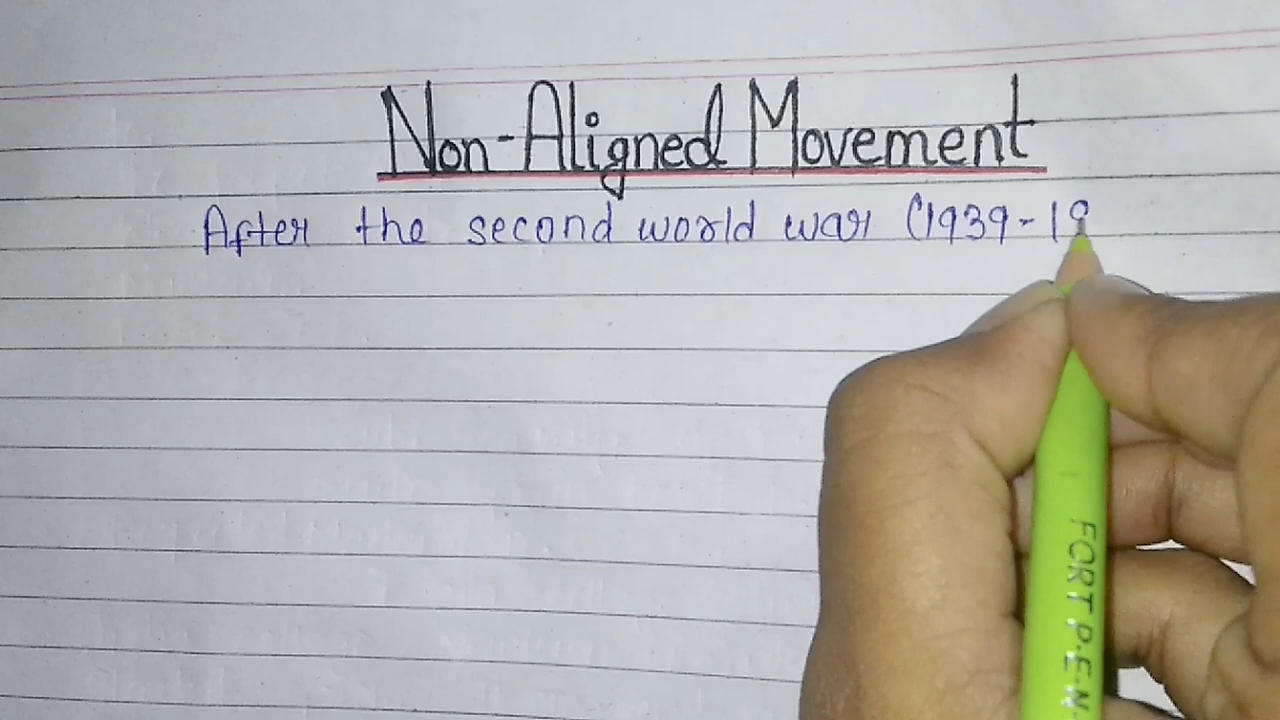 Non-Aligned Movement
After the second world war (1939-19
FORT P.E.N.